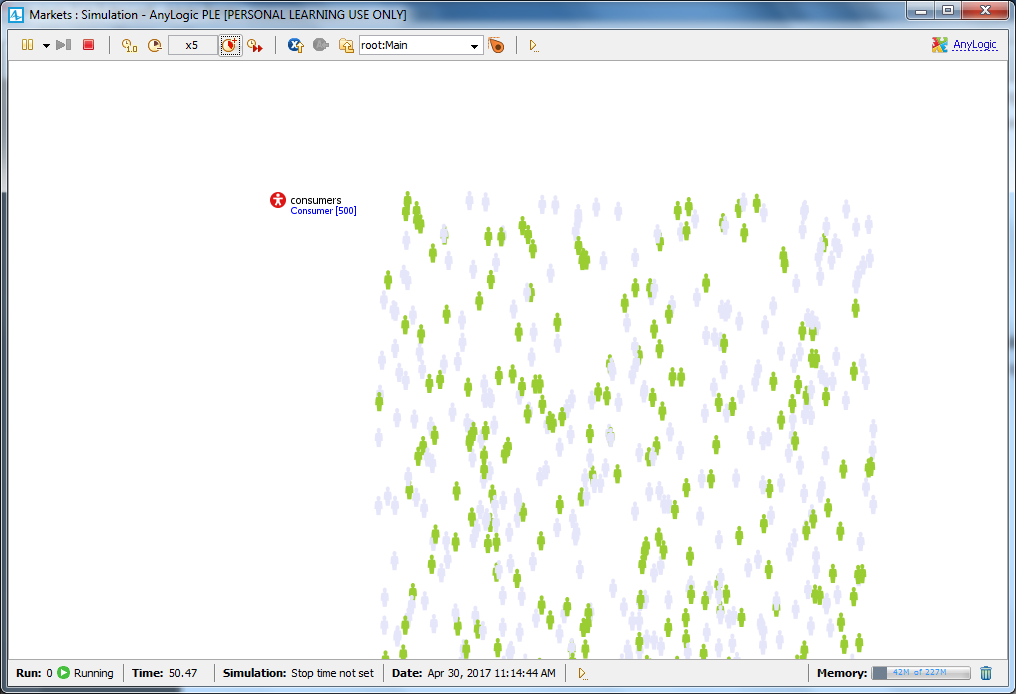 Markets : Simulation - AnyLogic PLE [PERSONAL LEARNING USE ONLY]
1.0 x5 root:Main AnyLogic
consumers
Consumer [500]
Run: 0 Running Time: 50.47 Simulation: Stop time not set Date: Apr 30, 2017 11:14:44 AM Memory: 42M of 227M